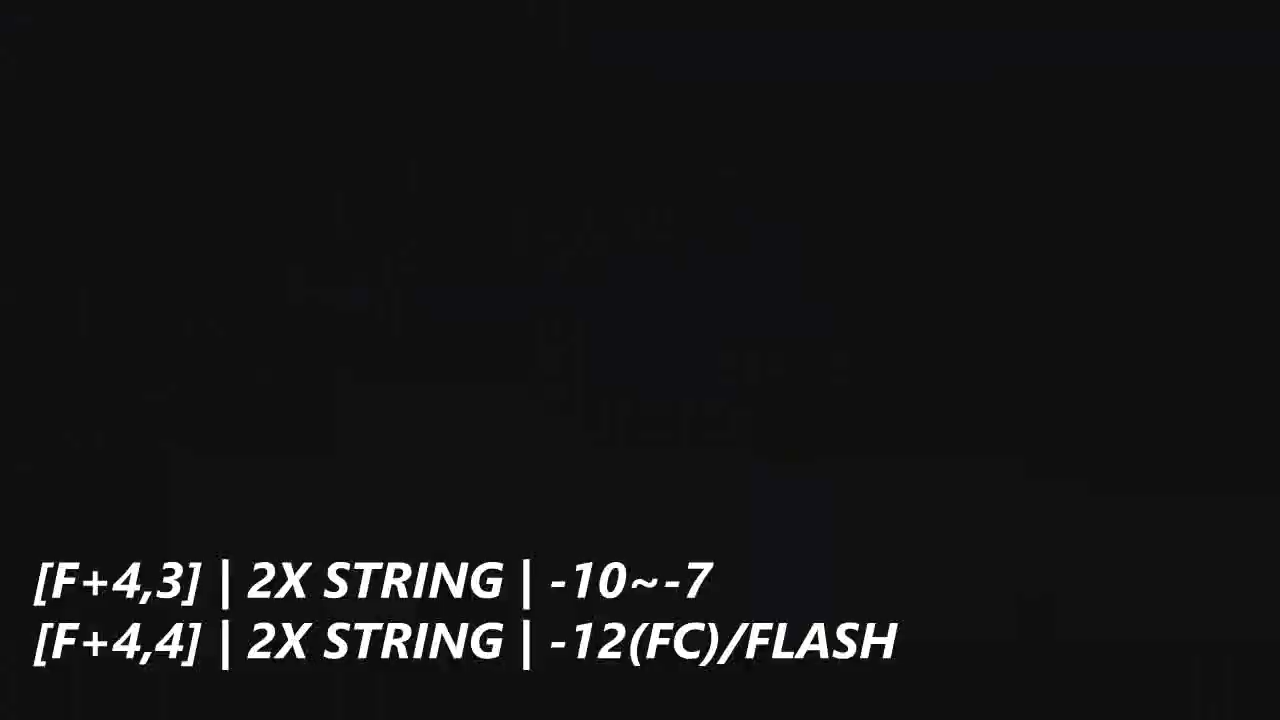 [F+4,3] | 2X STRING | -10~-7
[F+4,4] | 2X STRING | -12(FC)/FLASH